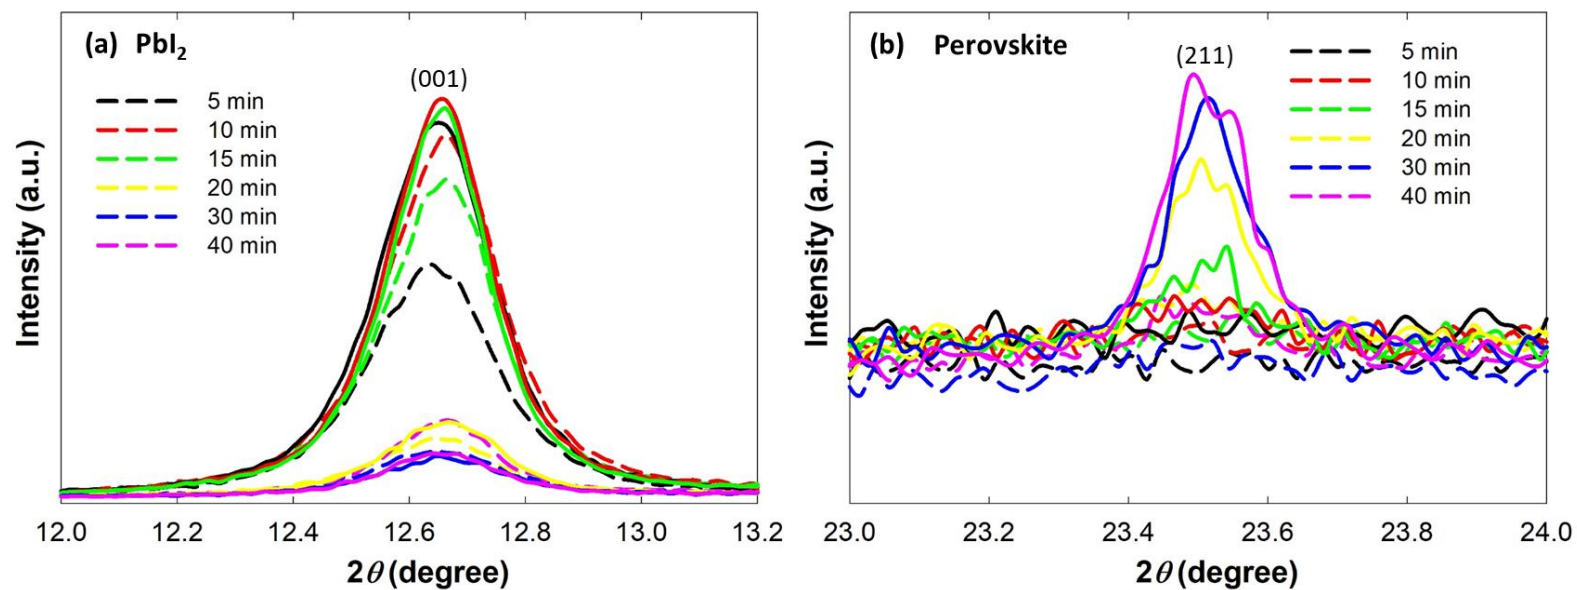 (a) PbI₂
(001)
5 min
10 min
15 min
20 min
30 min
40 min
Intensity (a.u.)
12.0 12.2 12.4 12.6 12.8 13.0 13.2
2θ (degree)
(b) Perovskite
(211)
5 min
10 min
15 min
20 min
30 min
40 min
Intensity (a.u.)
23.0 23.2 23.4 23.6 23.8 24.0
2θ (degree)